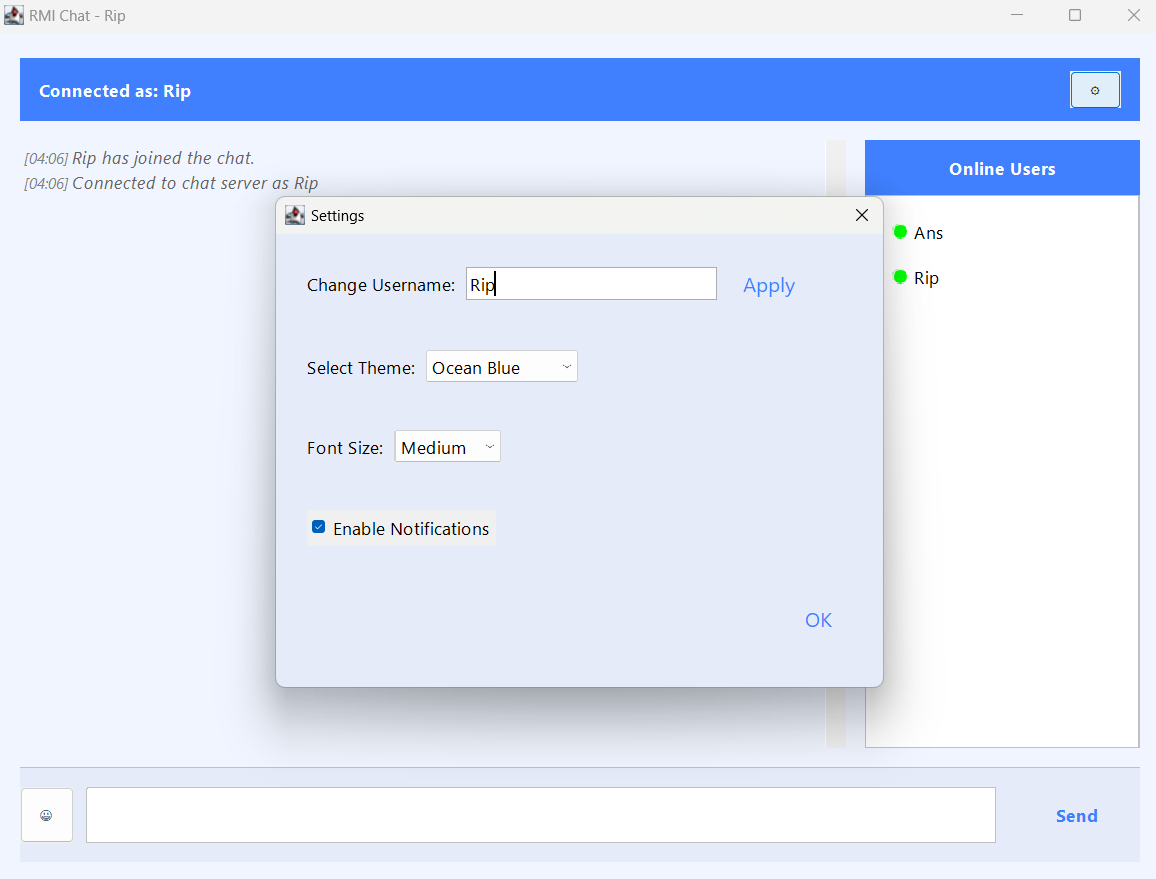 RMI Chat - Rip
Connected as: Rip
[04:06] Rip has joined the chat.
[04:06] Connected to chat server as Rip
Online Users
Ans
Rip
Settings
Change Username: Rip Apply
Select Theme: Ocean Blue
Font Size: Medium
Enable Notifications
OK
Send